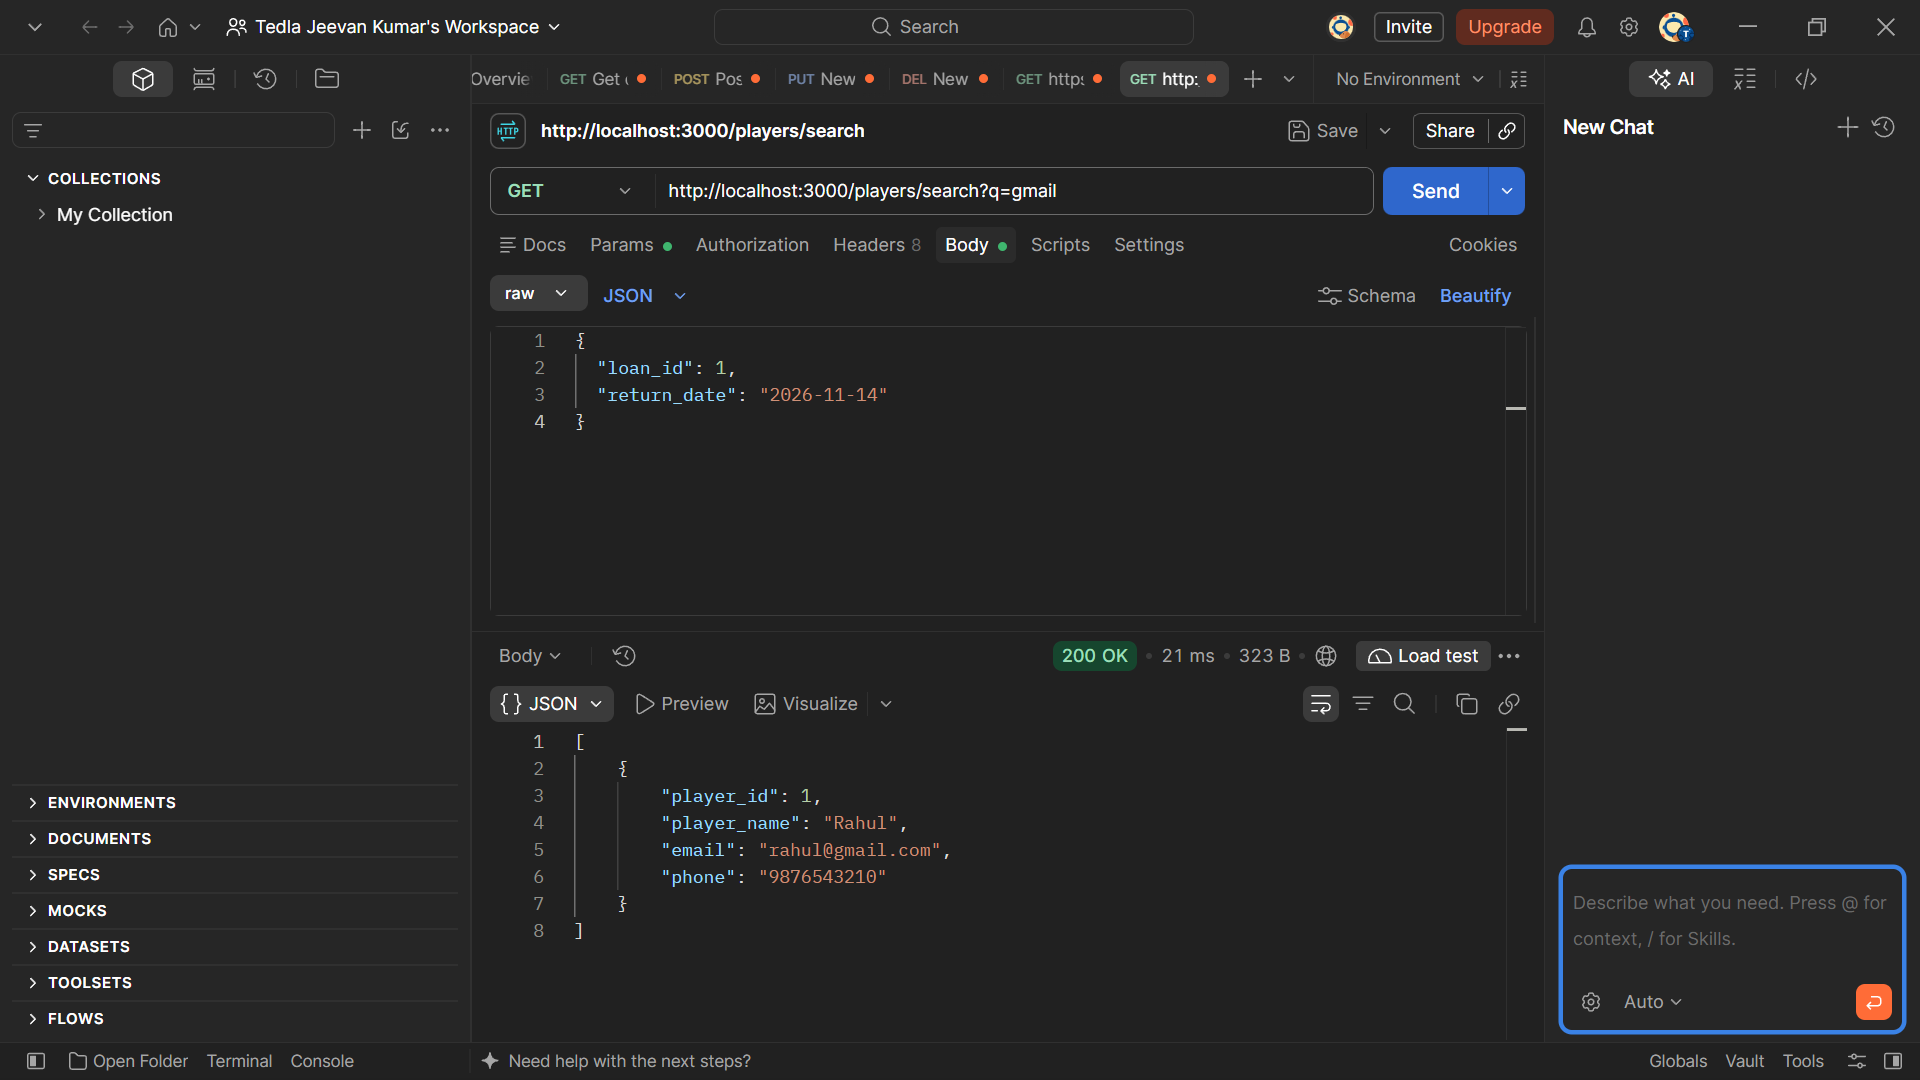 Tedla Jeevan Kumar's Workspace
Search
Invite
Upgrade
Overvie
GET Get
POST Pos
PUT New
DEL New
GET https
GET http:
No Environment
AI
HTTP
http://localhost:3000/players/search
Save
Share
New Chat
COLLECTIONS
My Collection
GET
http://localhost:3000/players/search?q=gmail
Send
Docs
Params
Authorization
Headers 8
Body
Scripts
Settings
Cookies
raw
JSON
Schema
Beautify
1 {
2 "loan_id": 1,
3 "return_date": "2026-11-14"
4 }
Body
200 OK
21 ms
323 B
Load test
{} JSON
Preview
Visualize
1 [
2 {
3 "player_id": 1,
4 "player_name": "Rahul",
5 "email": "rahul@gmail.com",
6 "phone": "9876543210"
7 }
8 ]
ENVIRONMENTS
DOCUMENTS
SPECS
MOCKS
DATASETS
TOOLSETS
FLOWS
Describe what you need. Press @ for
context, / for Skills.
Auto
Open Folder
Terminal
Console
Need help with the next steps?
Globals
Vault
Tools